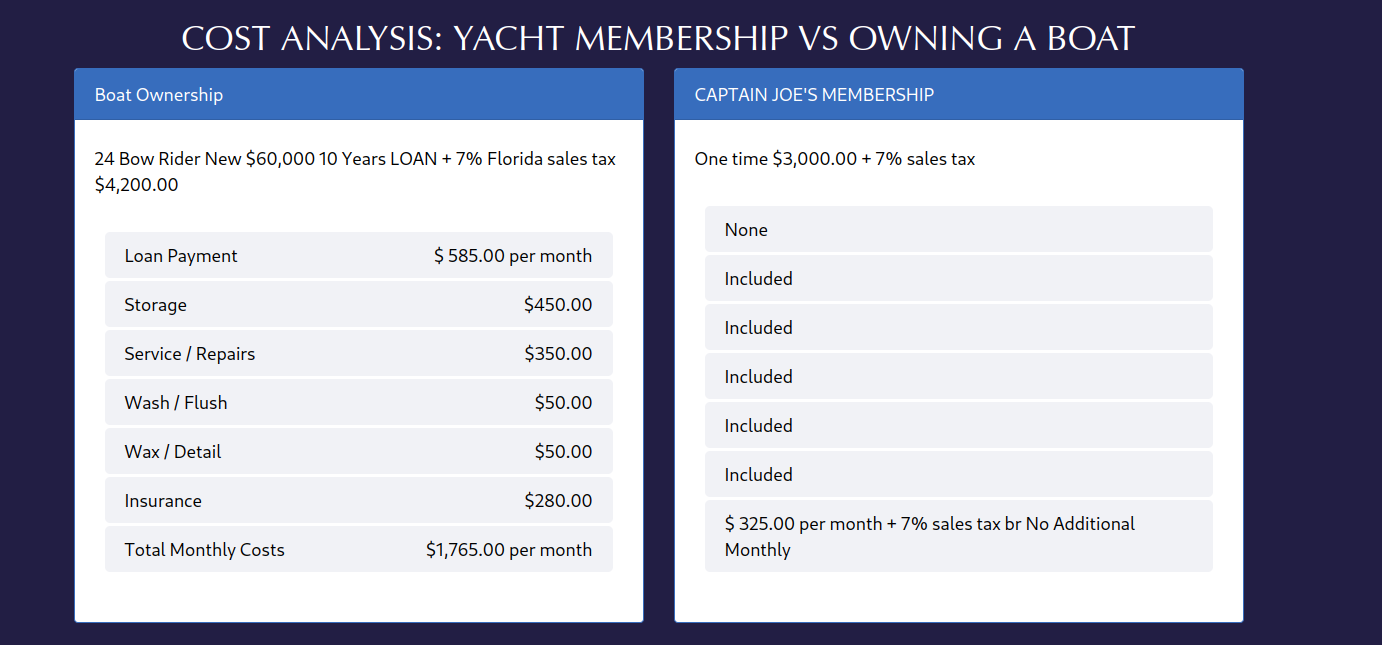 COST ANALYSIS: YACHT MEMBERSHIP VS OWNING A BOAT
Boat Ownership
24 Bow Rider New $60,000 10 Years LOAN + 7% Florida sales tax
$4,200.00
Loan Payment $ 585.00 per month
Storage $450.00
Service / Repairs $350.00
Wash / Flush $50.00
Wax / Detail $50.00
Insurance $280.00
Total Monthly Costs $1,765.00 per month
CAPTAIN JOE'S MEMBERSHIP
One time $3,000.00 + 7% sales tax
None
Included
Included
Included
Included
Included
$ 325.00 per month + 7% sales tax br No Additional
Monthly